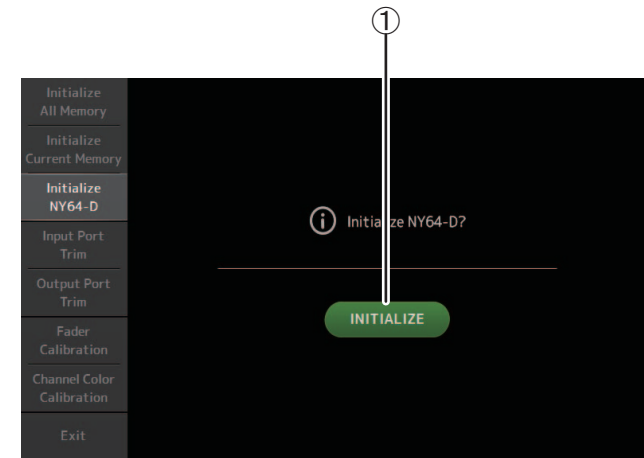 ①
Initialize
All Memory
Initialize
Current Memory
Initialize
NY64-D
Input Port
Trim
Output Port
Trim
Fader
Calibration
Channel Color
Calibration
Exit
Initialize NY64-D?
INITIALIZE